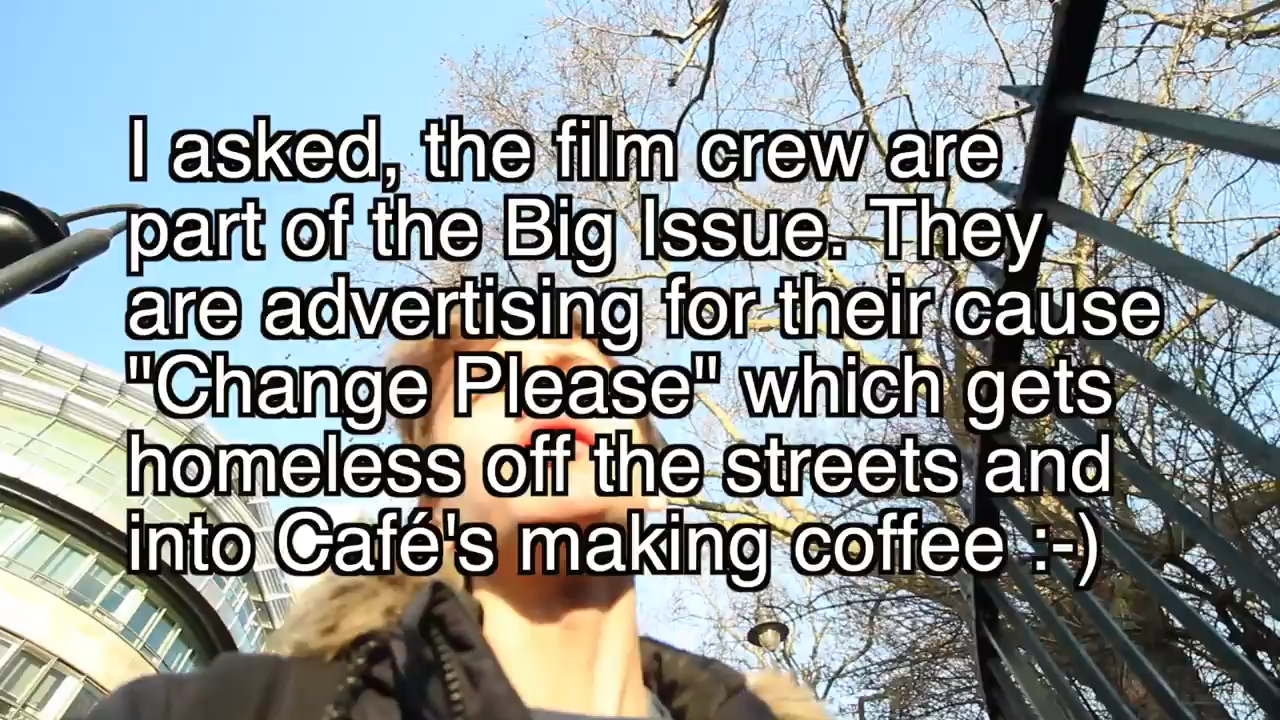 I asked, the film crew are
part of the Big Issue. They
are advertising for their cause
"Change Please" which gets
homeless off the streets and
into Café's making coffee :-)